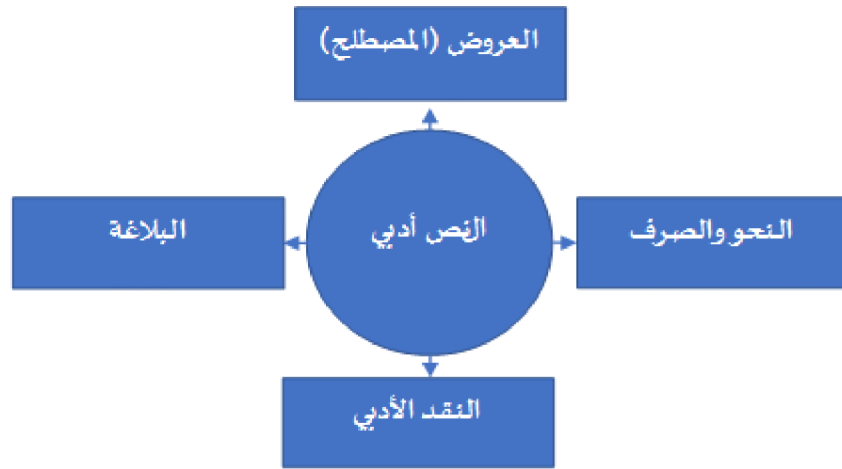 العروض (المصطلح)
النحو والصرف
النص أدبي
البلاغة
النقد الأدبي